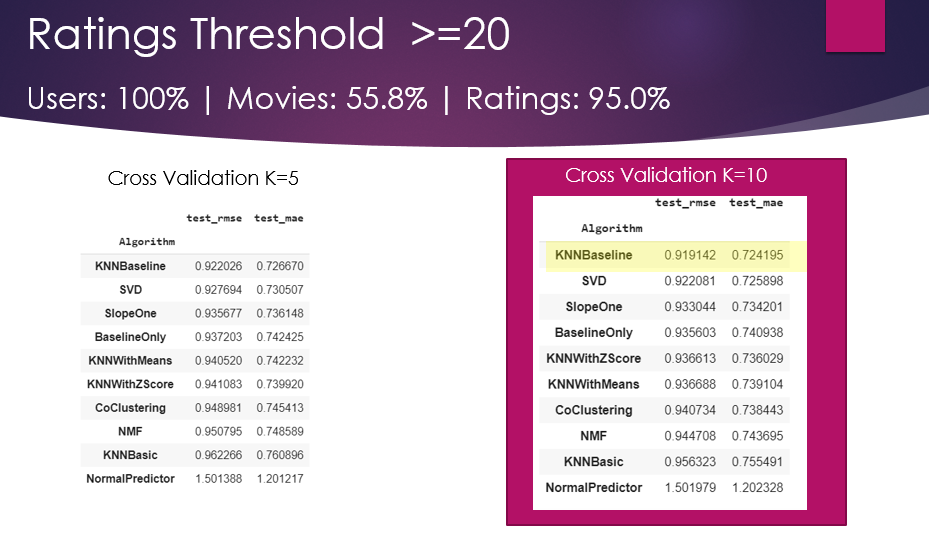 Ratings Threshold >=20
Users: 100% | Movies: 55.8% | Ratings: 95.0%
Cross Validation K=5
test_rmse test_mae
Algorithm
KNNBaseline 0.922026 0.726670
SVD 0.927694 0.730507
SlopeOne 0.935677 0.736148
BaselineOnly 0.937203 0.742425
KNNWithMeans 0.940520 0.742232
KNNWithZScore 0.941083 0.739920
CoClustering 0.948981 0.745413
NMF 0.950795 0.748589
KNNBasic 0.962266 0.760896
NormalPredictor 1.501388 1.201217
Cross Validation K=10
test_rmse test_mae
Algorithm
KNNBaseline 0.919142 0.724195
SVD 0.922081 0.725898
SlopeOne 0.933044 0.734201
BaselineOnly 0.935603 0.740938
KNNWithZScore 0.936613 0.736029
KNNWithMeans 0.936688 0.739104
CoClustering 0.940734 0.738443
NMF 0.944708 0.743695
KNNBasic 0.956323 0.755491
NormalPredictor 1.501979 1.202328